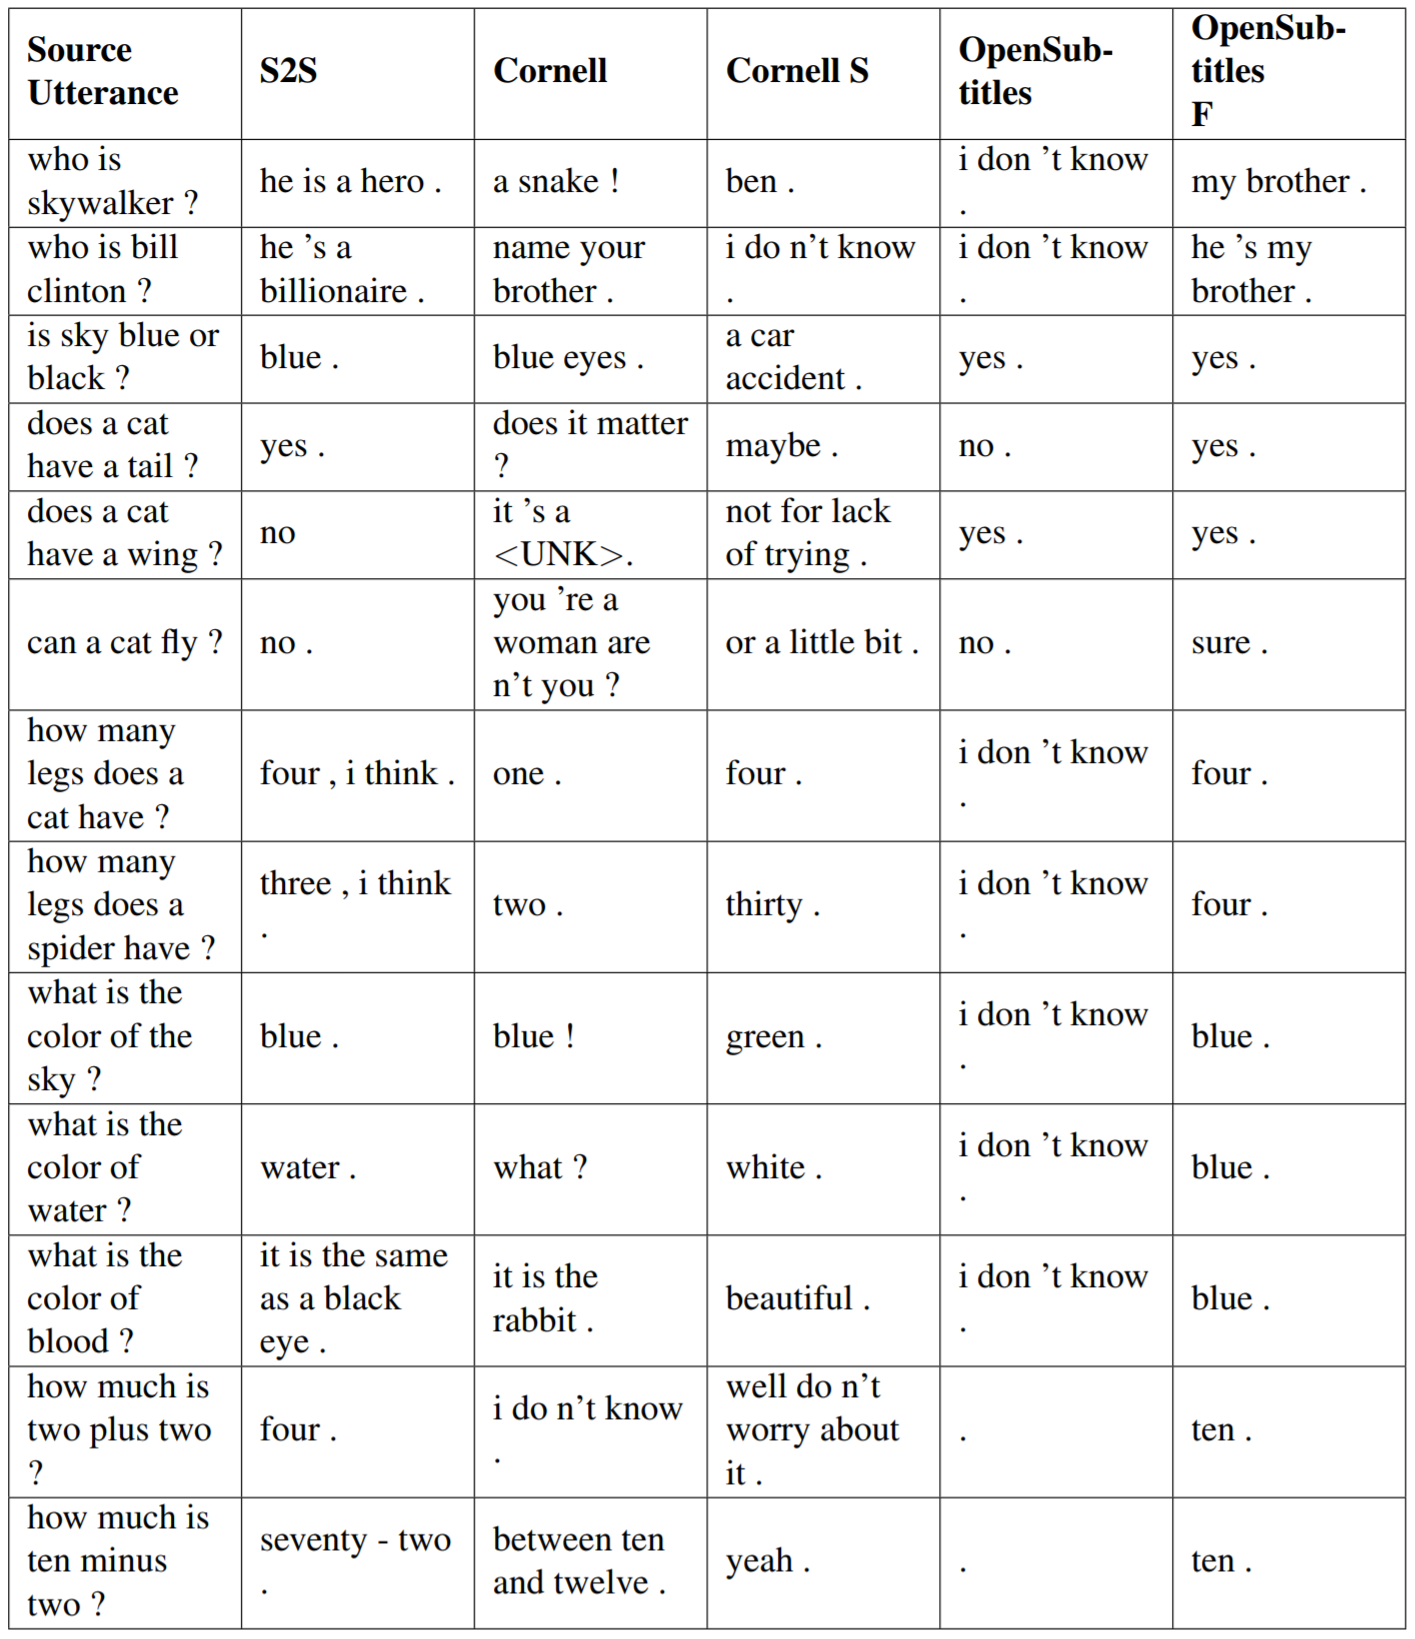 Source
Utterance
S2S
Cornell
Cornell S
OpenSub-
titles
OpenSub-
titles
F
who is
skywalker ?
he is a hero .
a snake !
ben .
i don ’t know
.
my brother .
who is bill
clinton ?
he ’s a
billionaire .
name your
brother .
i do n’t know
.
i don ’t know
.
he ’s my
brother .
is sky blue or
black ?
blue .
blue eyes .
a car
accident .
yes .
yes .
does a cat
have a tail ?
yes .
does it matter
?
maybe .
no .
yes .
does a cat
have a wing ?
no
it ’s a
<UNK>.
not for lack
of trying .
yes .
yes .
can a cat fly ?
no .
you ’re a
woman are
n’t you ?
or a little bit .
no .
sure .
how many
legs does a
cat have ?
four , i think .
one .
four .
i don ’t know
.
four .
how many
legs does a
spider have ?
three , i think
.
two .
thirty .
i don ’t know
.
four .
what is the
color of the
sky ?
blue .
blue !
green .
i don ’t know
.
blue .
what is the
color of
water ?
water .
what ?
white .
i don ’t know
.
blue .
what is the
color of
blood ?
it is the same
as a black
eye .
it is the
rabbit .
beautiful .
i don ’t know
.
blue .
how much is
two plus two
?
four .
i do n’t know
.
well do n’t
worry about
it .
.
ten .
how much is
ten minus
two ?
seventy - two
.
between ten
and twelve .
yeah .
.
ten .